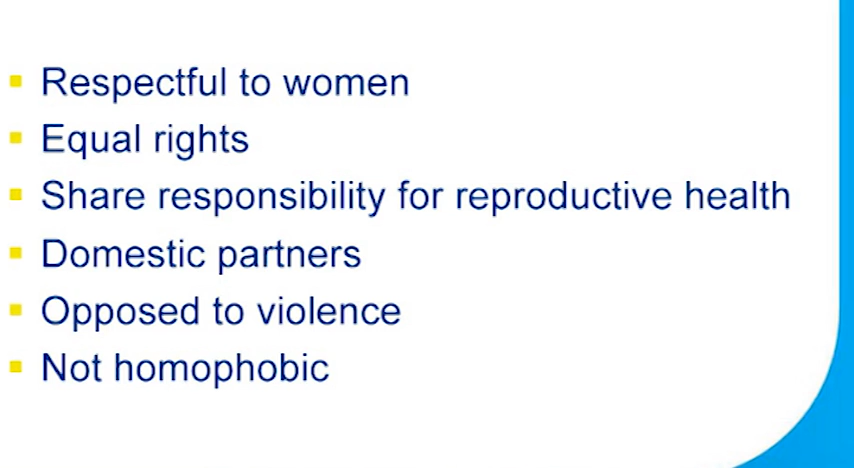 Respectful to women
Equal rights
Share responsibility for reproductive health
Domestic partners
Opposed to violence
Not homophobic